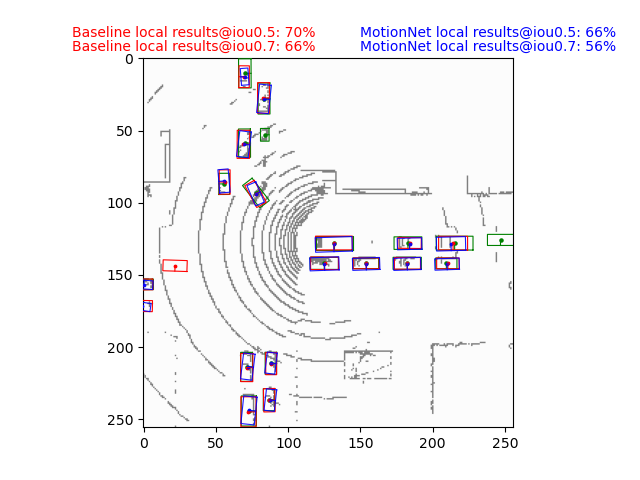 Baseline local results@iou0.5: 70% MotionNet local results@iou0.5: 66%
Baseline local results@iou0.7: 66% MotionNet local results@iou0.7: 56%
0
50
100
150
200
250
0 50 100 150 200 250